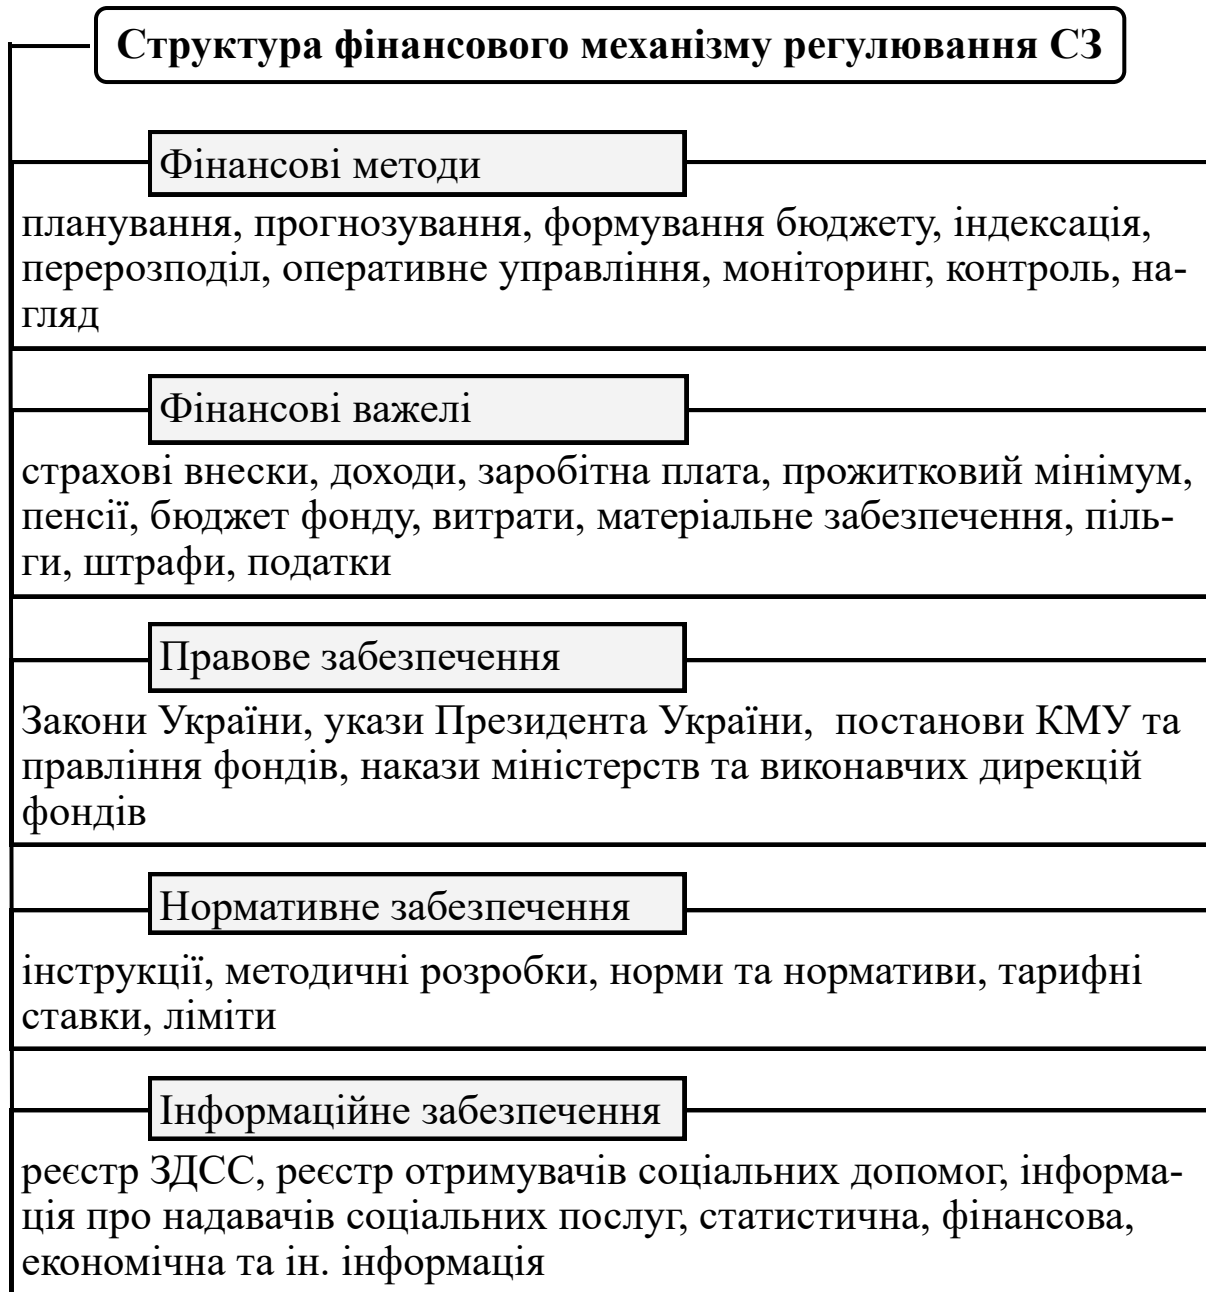 Структура фінансового механізму регулювання СЗ
Фінансові методи
планування, прогнозування, формування бюджету, індексація,
перерозподіл, оперативне управління, моніторинг, контроль, на-
гляд
Фінансові важелі
страхові внески, доходи, заробітна плата, прожитковий мінімум,
пенсії, бюджет фонду, витрати, матеріальне забезпечення, піль-
ги, штрафи, податки
Правове забезпечення
Закони України, укази Президента України,  постанови КМУ та
правління фондів, накази міністерств та виконавчих дирекцій
фондів
Нормативне забезпечення
інструкції, методичні розробки, норми та нормативи, тарифні
ставки, ліміти
Інформаційне забезпечення
реєстр ЗДСС, реєстр отримувачів соціальних допомог, інформа-
ція про надавачів соціальних послуг, статистична, фінансова,
економічна та ін. інформація